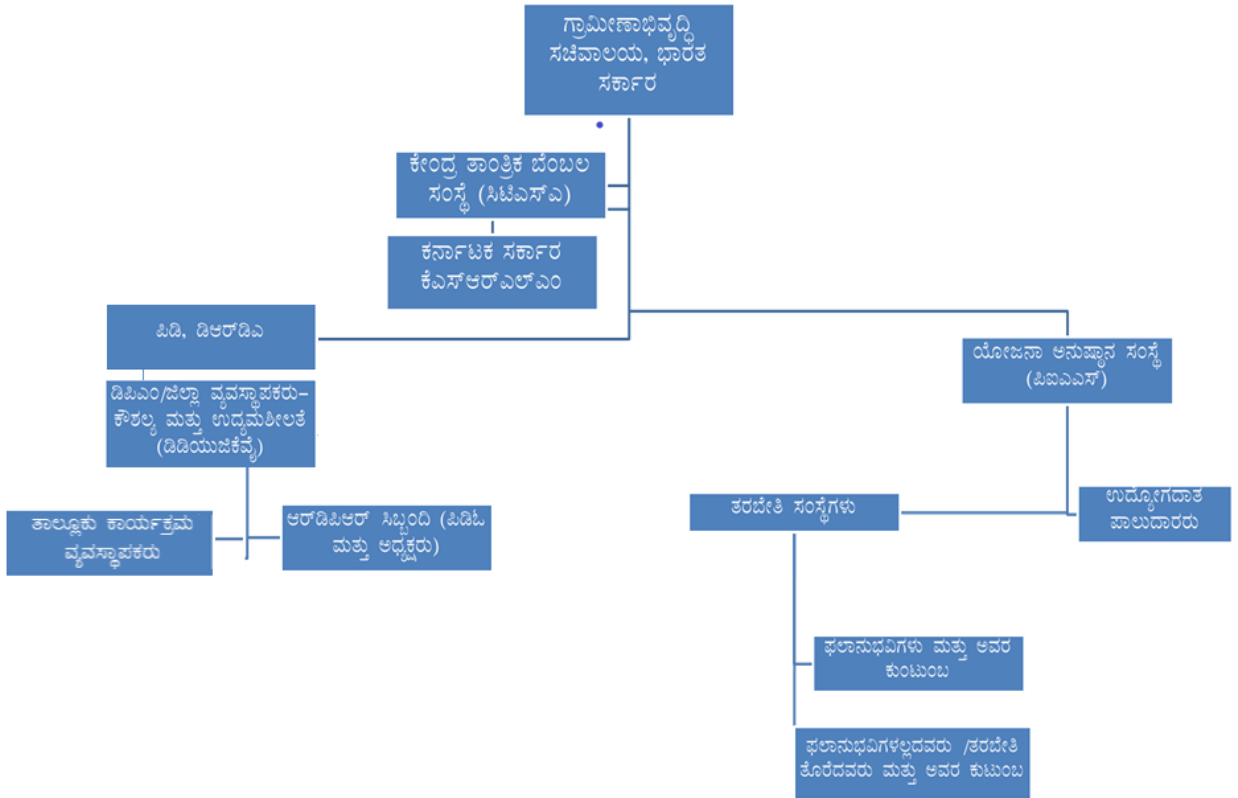 ಗ್ರಾಮೀಣಾಭಿವೃದ್ಧಿ
ಸಚಿವಾಲಯ, ಭಾರತ
ಸರ್ಕಾರ
ಕೇಂದ್ರ ತಾಂತ್ರಿಕ ಬೆಂಬಲ
ಸಂಸ್ಥೆ (ಸಿಟಿಎಸ್ಎ)
ಕರ್ನಾಟಕ ಸರ್ಕಾರ
ಕೆಎಸ್ಆರ್ಎಲ್ಎಂ
ಪಿಡಿ, ಡಿಆರ್‌ಡಿಎ
ಡಿಪಿಎಂ/ಜಿಲ್ಲಾ ವ್ಯವಸ್ಥಾಪಕರು–
ಕೌಶಲ್ಯ ಮತ್ತು ಉದ್ಯಮಶೀಲತೆ
(ಡಿಡಿಯುಜಿಕೆವೈ)
ತಾಲ್ಲೂಕು ಕಾರ್ಯಕ್ರಮ
ವ್ಯವಸ್ಥಾಪಕರು
ಆರ್‌ಡಿಪಿಆರ್ ಸಿಬ್ಬಂದಿ (ಪಿಡಿಓ
ಮತ್ತು ಅಧ್ಯಕ್ಷರು)
ಯೋಜನಾ ಅನುಷ್ಠಾನ ಸಂಸ್ಥೆ
(ಪಿಐಎಎಸ್)
ತರಬೇತಿ ಸಂಸ್ಥೆಗಳು
ಉದ್ಯೋಗದಾತ
ಪಾಲುದಾರರು
ಫಲಾನುಭವಿಗಳು ಮತ್ತು ಅವರ
ಕುಂಟುಂಬ
ಫಲಾನುಭವಿಗಳಲ್ಲದವರು /ತರಬೇತಿ
ತೊರೆದವರು ಮತ್ತು ಅವರ ಕುಟುಂಬ